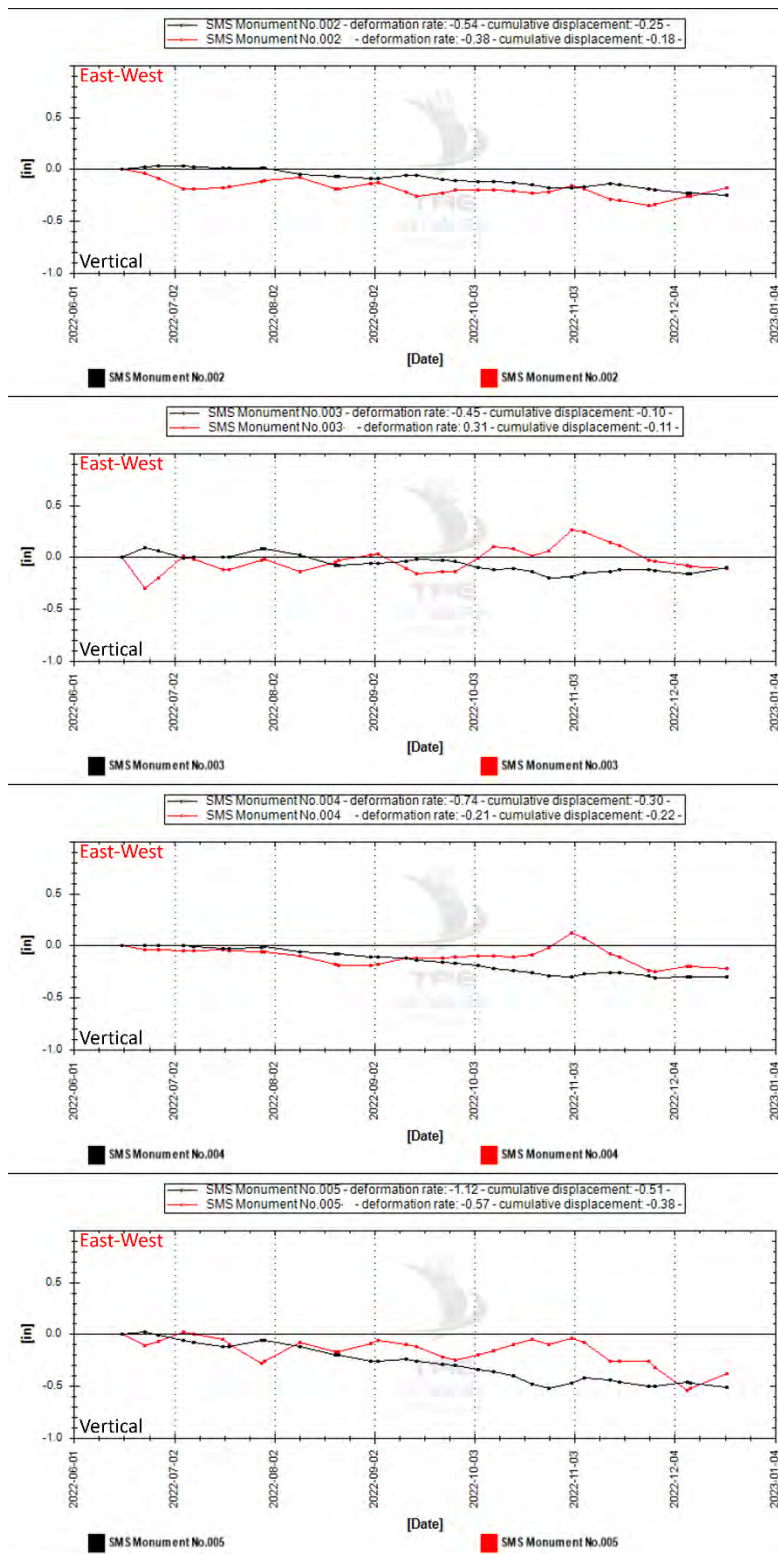 SMS Monument No.002 - deformation rate: -0.54 - cumulative displacement: -0.25 -
SMS Monument No.002- - deformation rate: -0.38 - cumulative displacement: -0.18 -
East-West
0.5
0.0
-0.5
-1.0
[in]
Vertical
2022-06-01
2022-07-02
2022-08-02
2022-09-02
2022-10-03
2022-11-03
2022-12-04
2023-01-04
[Date]
SMS Monument No.002
SMS Monument No.002
SMS Monument No.003 - deformation rate: -0.45 - cumulative displacement: -0.10 -
SMS Monument No.003- - deformation rate: 0.31 - cumulative displacement: -0.11 -
East-West
0.5
0.0
-0.5
-1.0
[in]
Vertical
2022-06-01
2022-07-02
2022-08-02
2022-09-02
2022-10-03
2022-11-03
2022-12-04
2023-01-04
[Date]
SMS Monument No.003
SMS Monument No.003
SMS Monument No.004 - deformation rate: -0.74 - cumulative displacement: -0.30 -
SMS Monument No.004 - deformation rate: -0.21 - cumulative displacement: -0.22 -
East-West
0.5
0.0
-0.5
-1.0
[in]
Vertical
2022-06-01
2022-07-02
2022-08-02
2022-09-02
2022-10-03
2022-11-03
2022-12-04
2023-01-04
[Date]
SMS Monument No.004
SMS Monument No.004
SMS Monument No.005 - deformation rate: -1.12 - cumulative displacement: -0.51 -
SMS Monument No.005- - deformation rate: -0.57 - cumulative displacement: -0.38 -
East-West
0.5
0.0
-0.5
-1.0
[in]
Vertical
2022-06-01
2022-07-02
2022-08-02
2022-09-02
2022-10-03
2022-11-03
2022-12-04
2023-01-04
[Date]
SMS Monument No.005
SMS Monument No.005